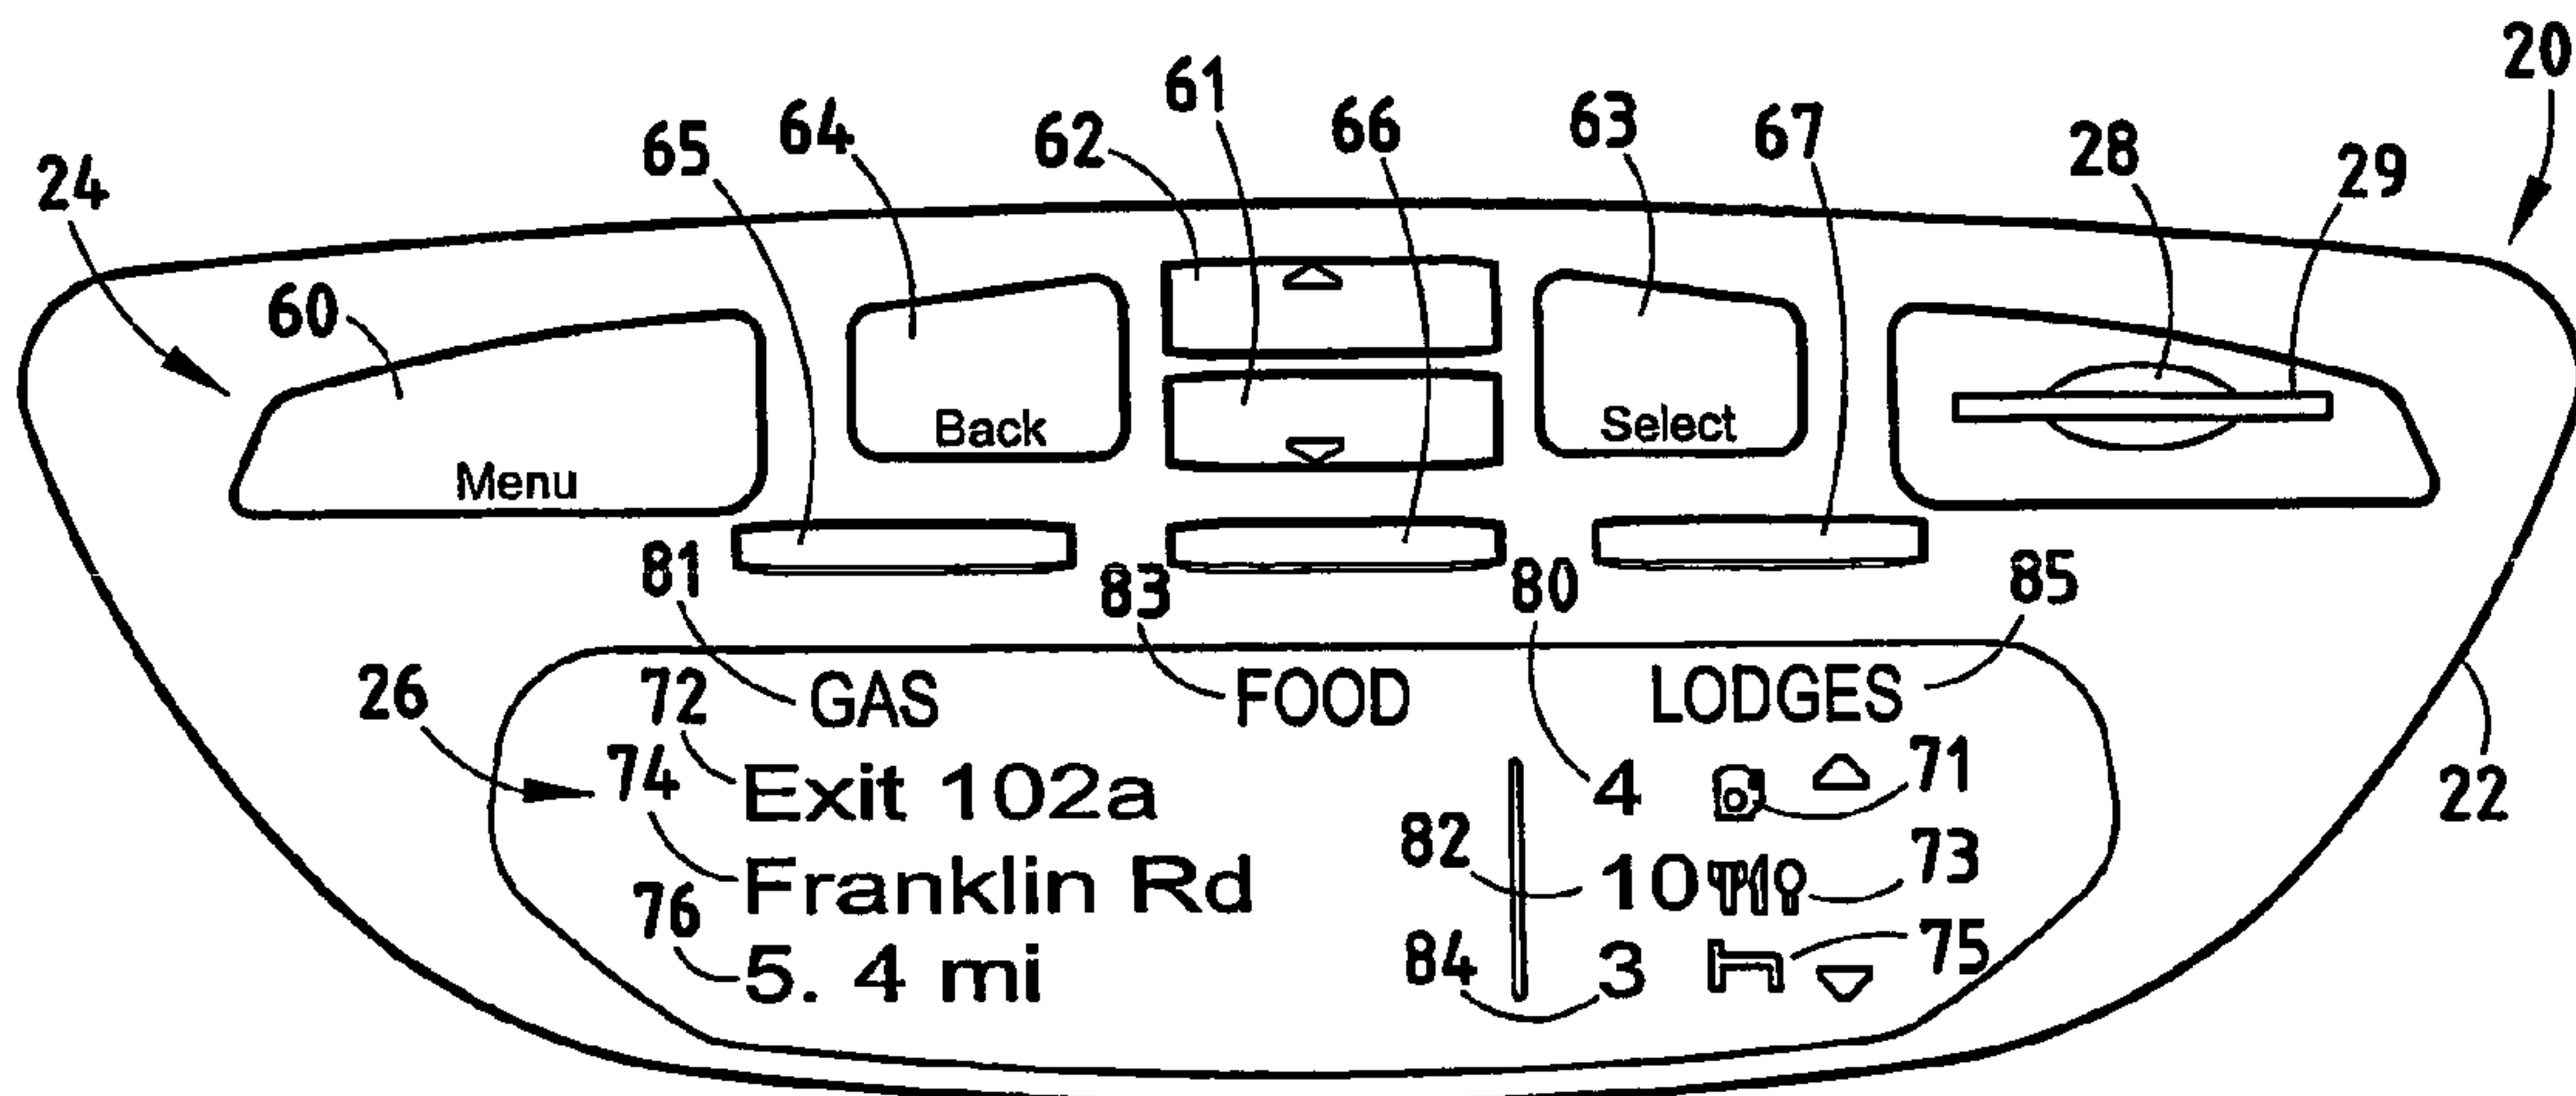 20
61
62 66 63
65 64 67 28 29
24
60
Back Select
Menu
81 83 80 85
26 72 GAS FOOD LODGES
74 Exit 102a 4 71
22
82
Franklin Rd 10 73
76 84 75
5. 4 mi 3